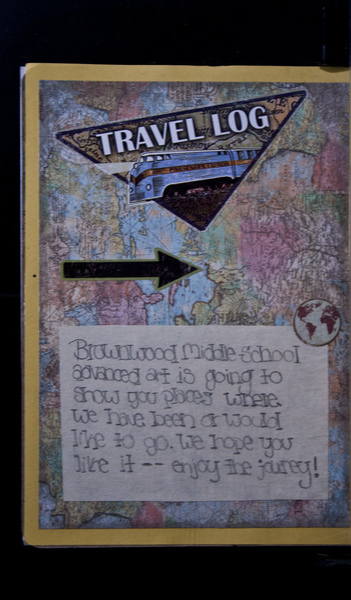 TRAVEL LOG
Brownwood Middle School
advanced art is going to
show you places where
we have been or would
like to go. We hope you
like it -- enjoy the jouney!